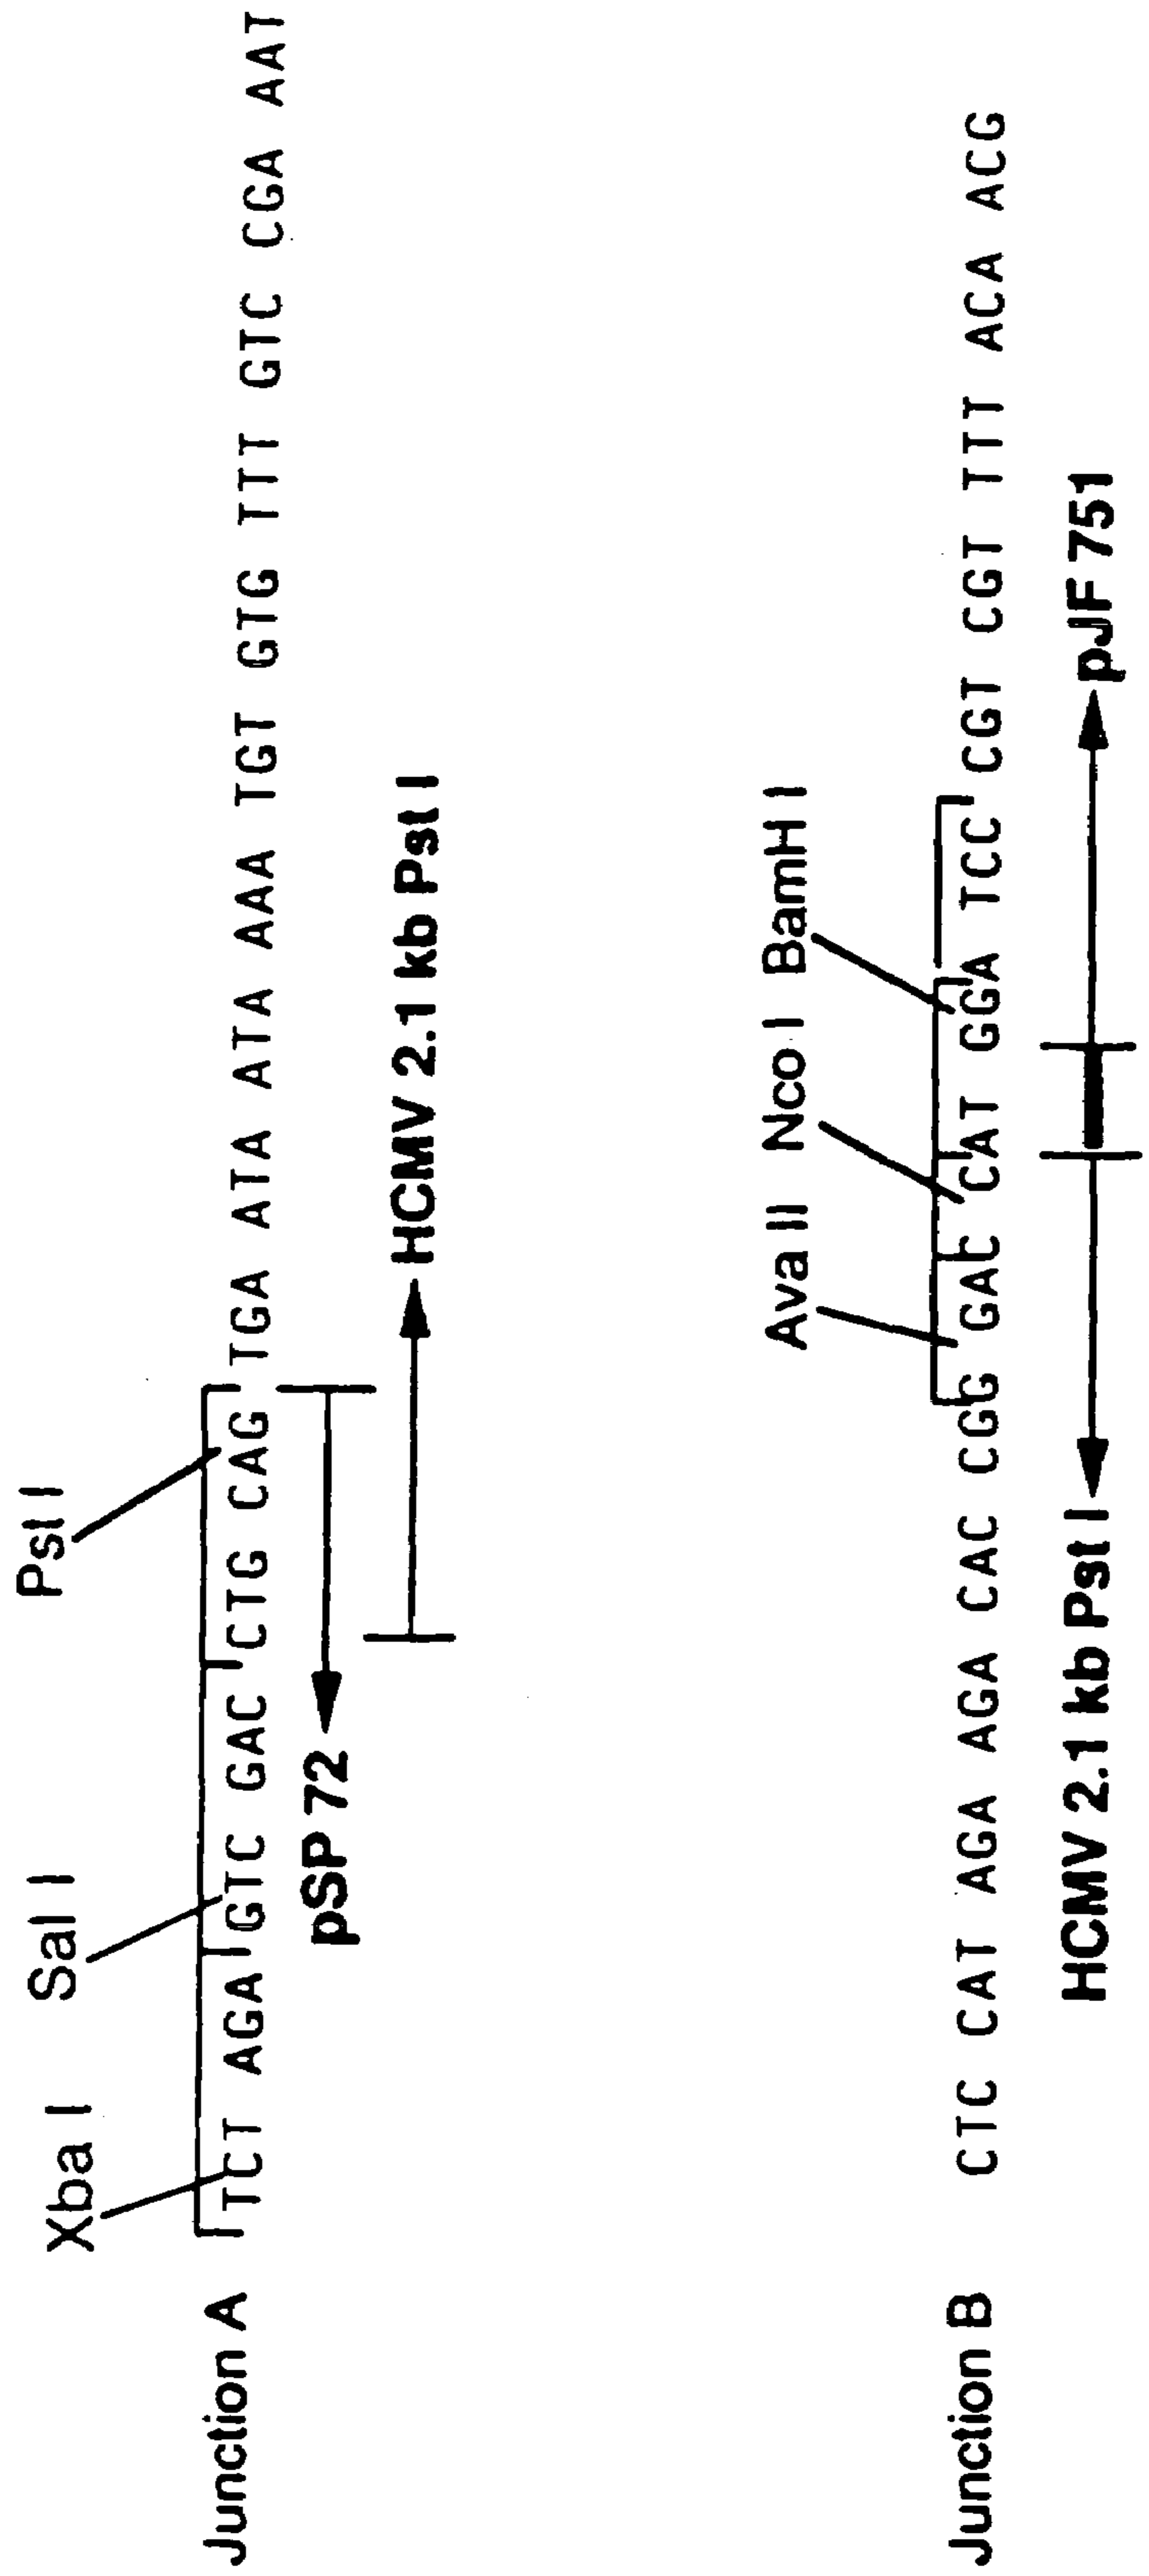 Xba I Sal I Pst I
Junction A TCT AGA GTC GAC CTG CAG TGA ATA ATA AAA TGT GTG TTT GTC CGA AAT
pSP 72
HCMV 2.1 kb Pst I
Ava II Nco I BamH I
Junction B CTC CAT AGA AGA CAC CGG GAC CAT GGA TCC CGT CGT TTT ACA ACG
HCMV 2.1 kb Pst I pJF 751